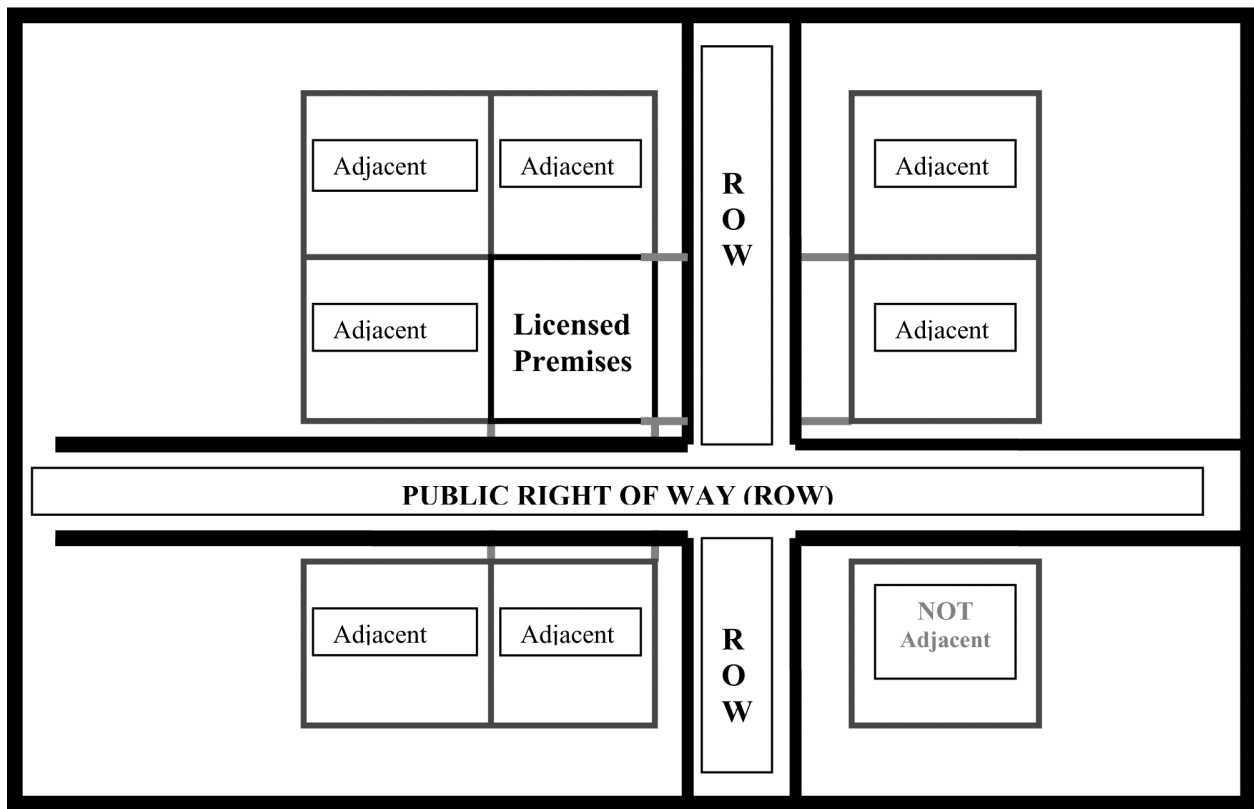 Adjacent
Adjacent
R
O
W
Adjacent
Adjacent
Licensed
Premises
Adjacent
PUBLIC RIGHT OF WAY (ROW)
Adjacent
Adjacent
R
O
W
NOT
Adjacent